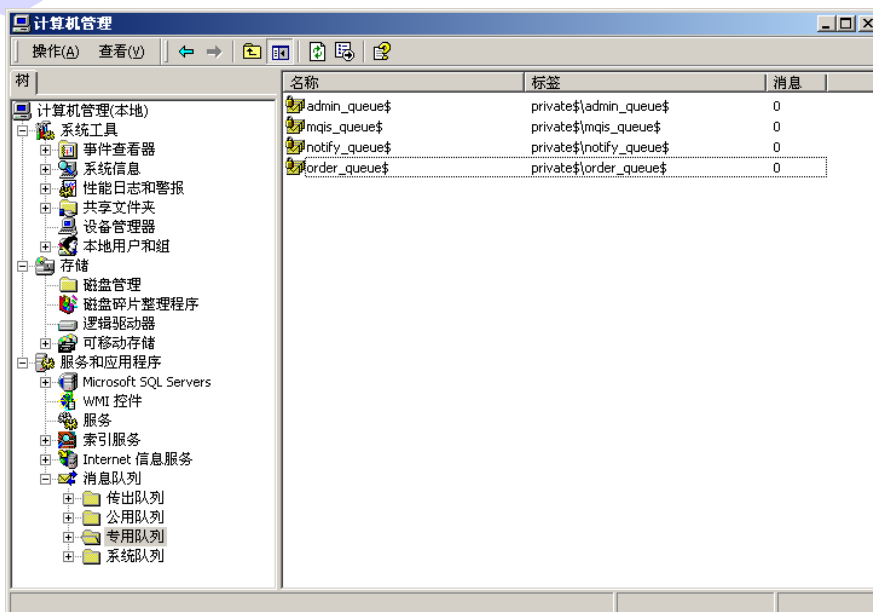 计算机管理
操作(A) 查看(V)
树
名称 标签 消息
计算机管理(本地)
系统工具
事件查看器
系统信息
性能日志和警报
共享文件夹
设备管理器
本地用户和组
存储
磁盘管理
磁盘碎片整理程序
逻辑驱动器
可移动存储
服务和应用程序
Microsoft SQL Servers
WMI 控件
服务
索引服务
Internet 信息服务
消息队列
传出队列
公用队列
专用队列
系统队列
admin_queue$ private$\admin_queue$ 0
mqis_queue$ private$\mqis_queue$ 0
notify_queue$ private$\notify_queue$ 0
order_queue$ private$\order_queue$ 0